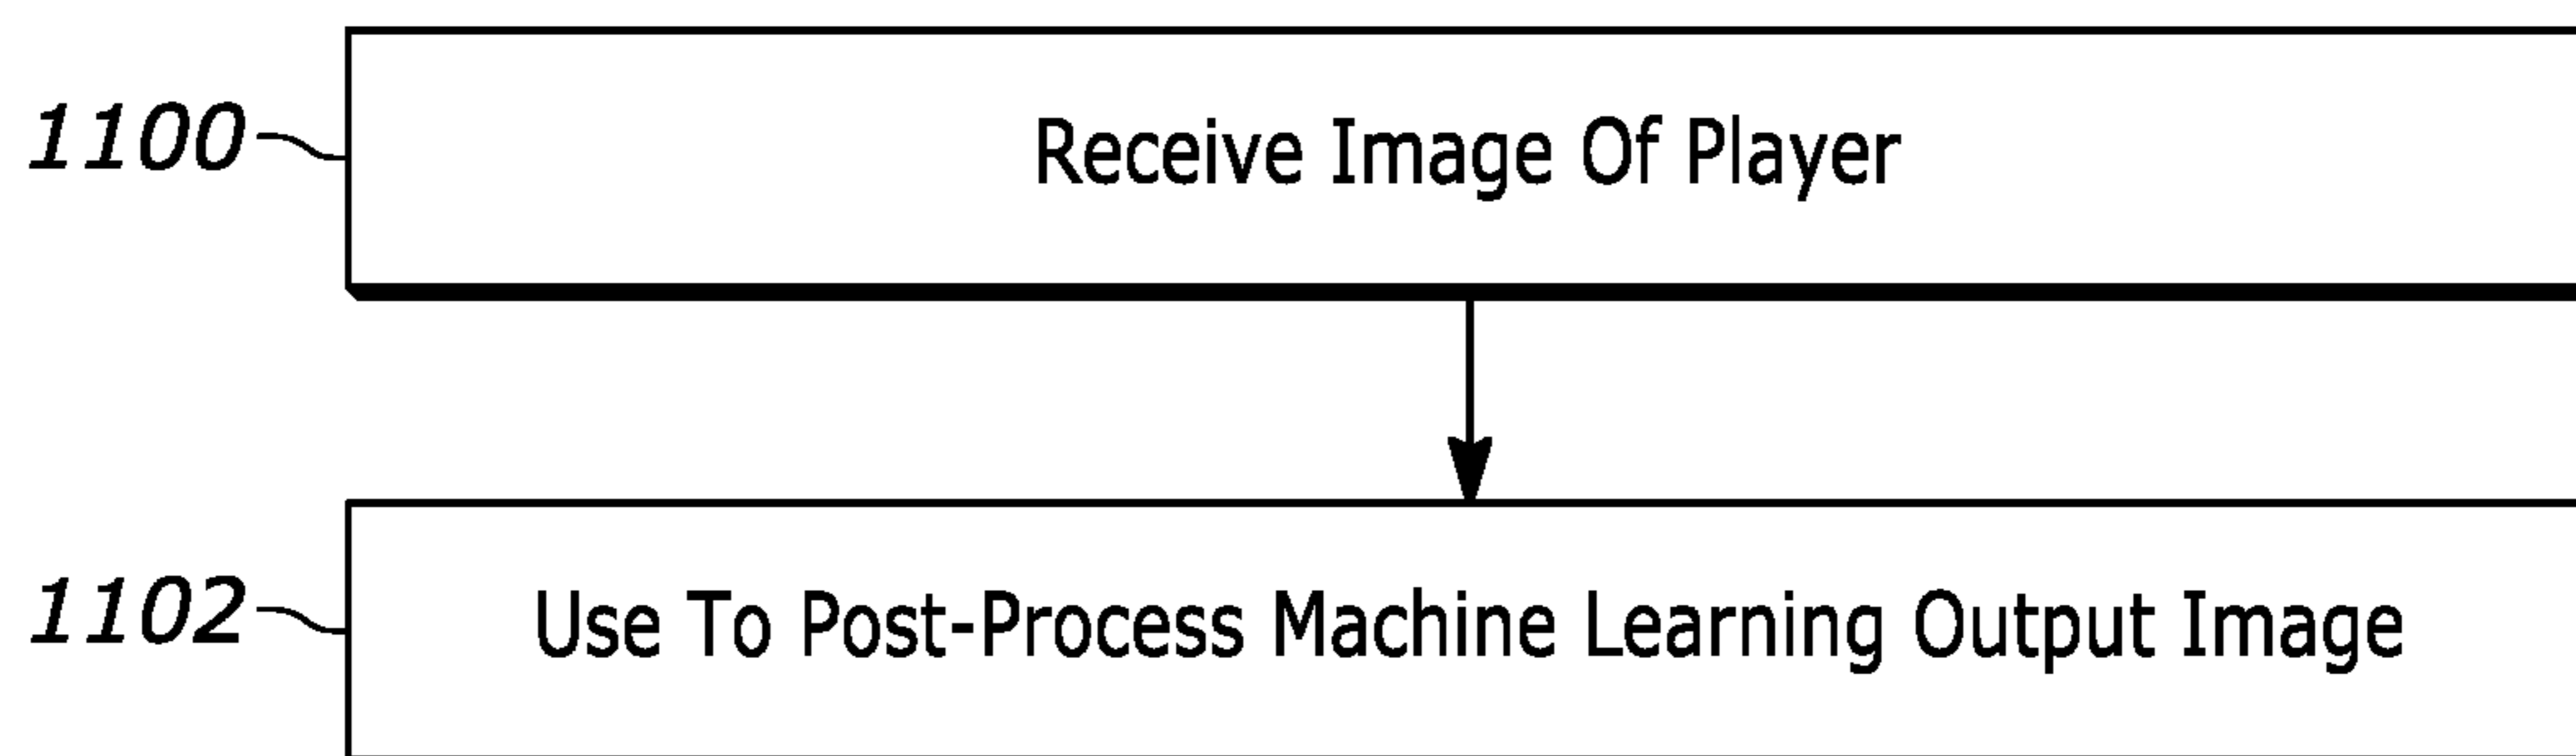 1100
Receive Image Of Player
1102
Use To Post-Process Machine Learning Output Image